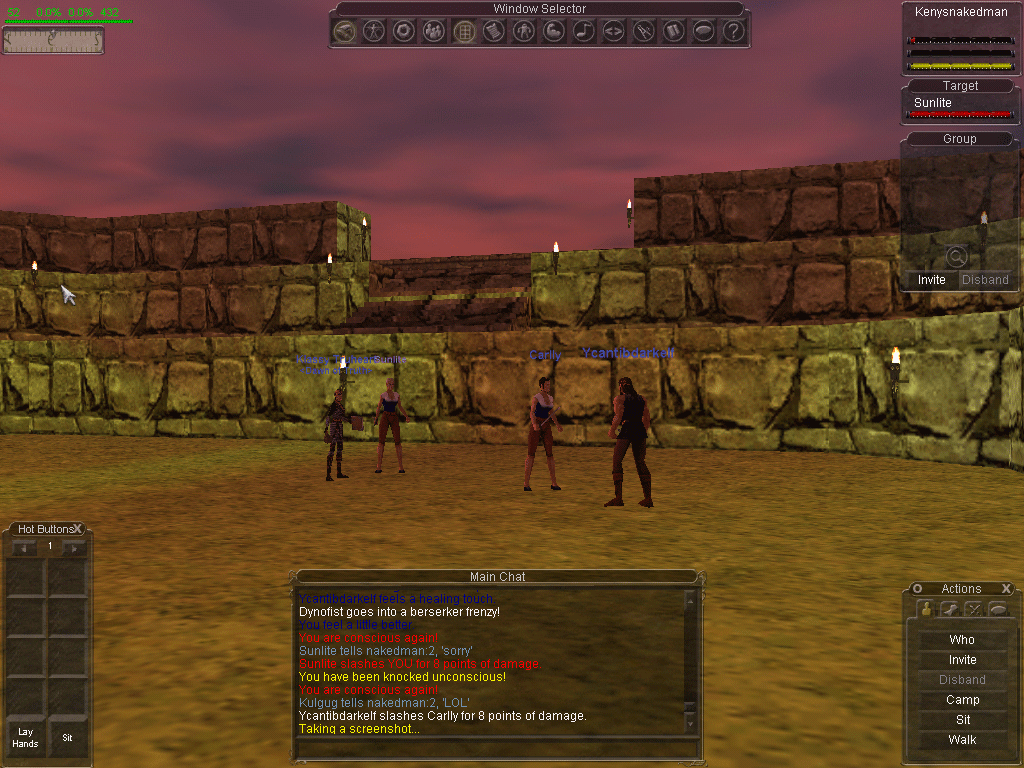 52 0.0% 0.0% 432
Window Selector
?
Kenysnakedman
Target
Sunlite
Group
Invite Disband
Sunlite
Carlly
Ycantibdarkelf
Hot Buttons X
1
Lay Hands
Sit
Main Chat
Ycantibdarkelf feels a healing touch.
Dynofist goes into a berserker frenzy!
You feel a little better.
You are conscious again!
Sunlite tells nakedman:2, 'sorry'
Sunlite slashes YOU for 8 points of damage.
You have been knocked unconscious!
You are conscious again!
Kulgug tells nakedman:2, 'LOL'
Ycantibdarkelf slashes Carlly for 8 points of damage.
Taking a screenshot...
Actions X
Who
Invite
Disband
Camp
Sit
Walk